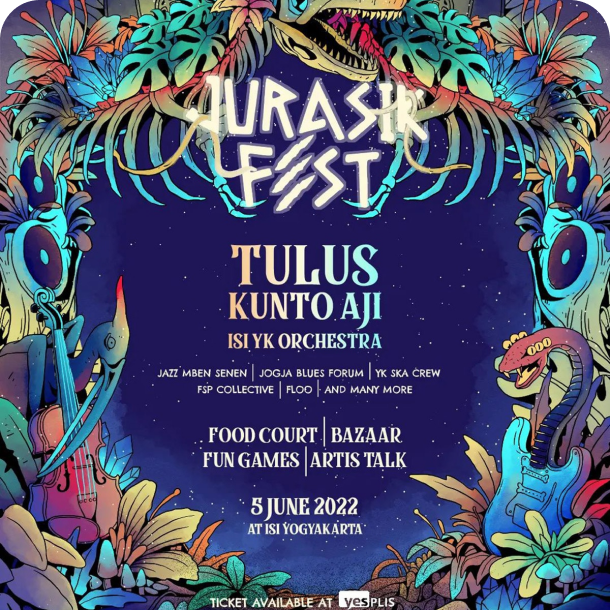 JURASIK
FEST
TULUS
KUNTO AJI
ISI YK ORCHESTRA
JAZZ MBEN SENEN | JOGJA BLUES FORUM | YK SKA CREW
FSP COLLECTIVE | FLOO | AND MANY MORE
FOOD COURT | BAZAAR
FUN GAMES | ARTIS TALK
5 JUNE 2022
AT ISI YOGYAKARTA
TICKET AVAILABLE AT yesPLIS